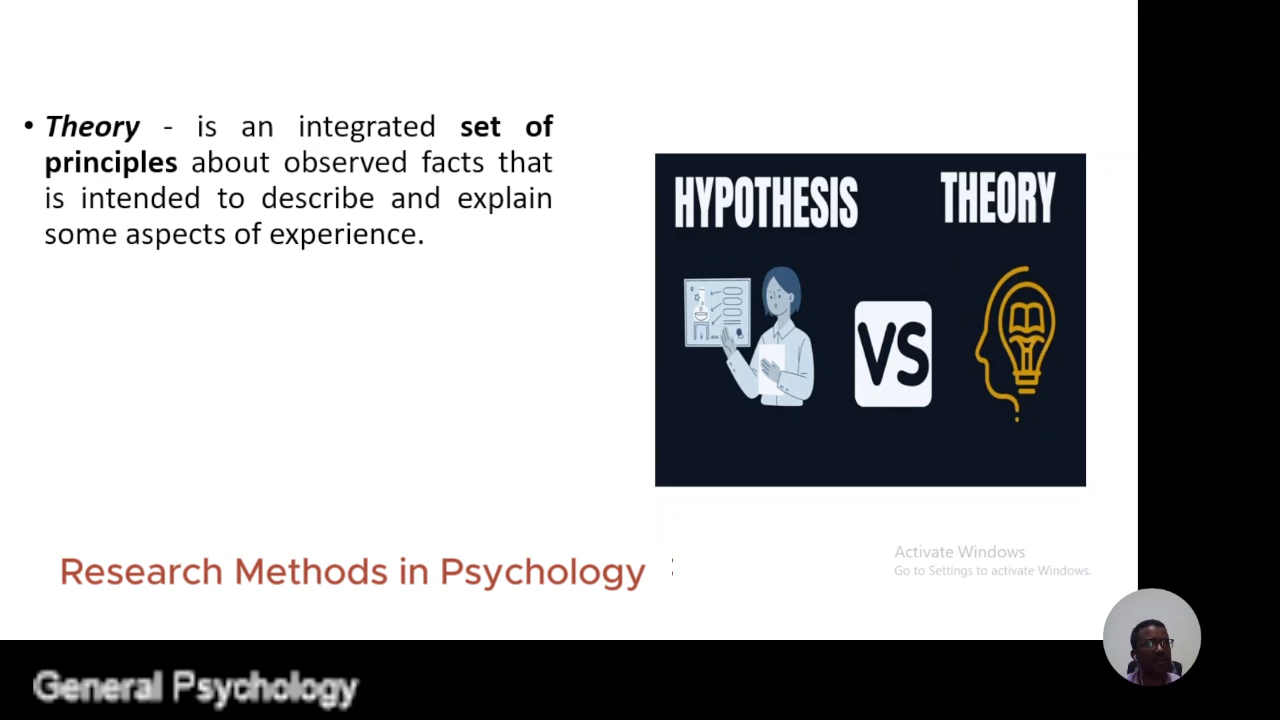 • Theory - is an integrated set of
principles about observed facts that
is intended to describe and explain
some aspects of experience.
HYPOTHESIS
THEORY
VS
Research Methods in Psychology
Activate Windows
Go to Settings to activate Windows.
General Psychology